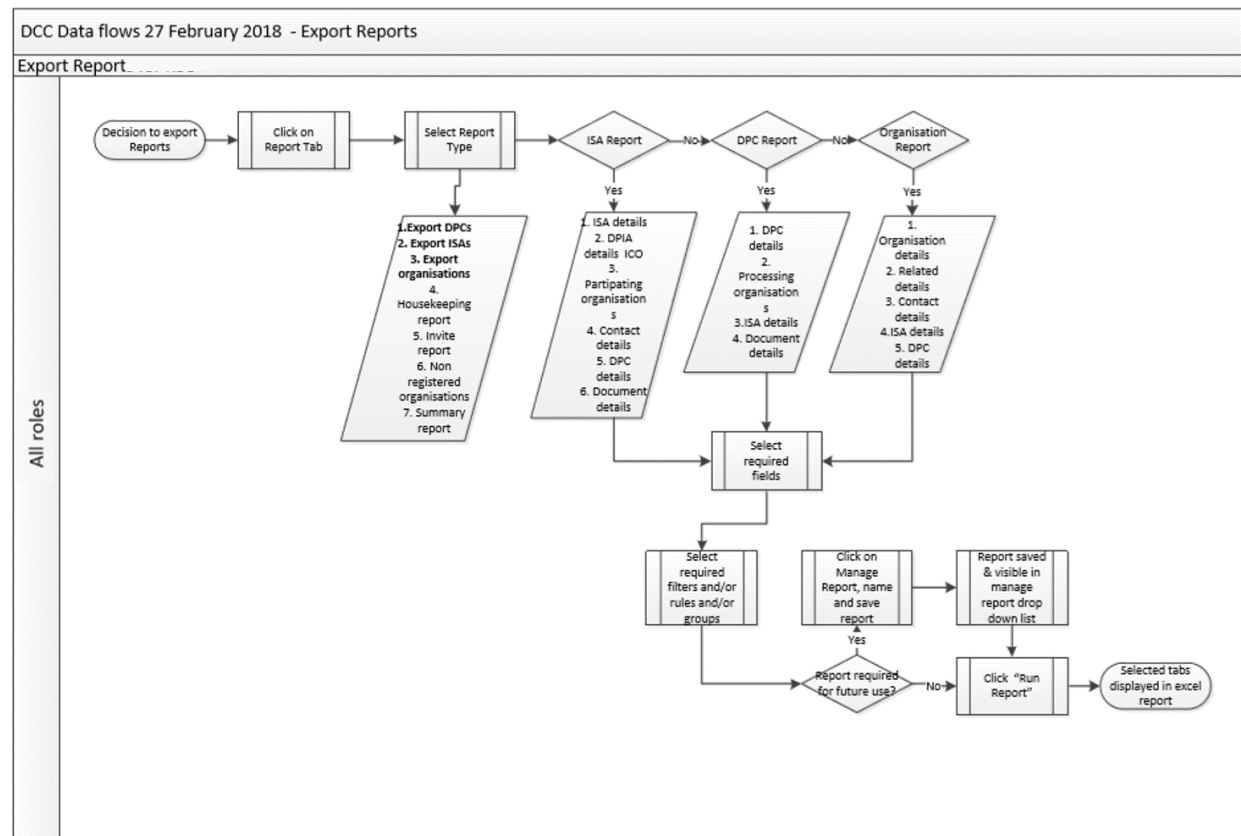 DCC Data flows 27 February 2018 - Export Reports
Export Report
All roles
Decision to export
Reports
Click on
Report Tab
Select Report
Type
ISA Report
No
DPC Report
No
Organisation
Report
Yes
Yes
Yes
1.Export DPCs
2. Export ISAs
3. Export
organisations
4.
Housekeeping
report
5. Invite
report
6. Non
registered
organisations
7. Summary
report
1. ISA details
2. DPIA
details ICO
3.
Partipating
organisation
s
4. Contact
details
5. DPC
details
6. Document
details
1. DPC
details
2.
Processing
organisation
s
3.ISA details
4. Document
details
1.
Organisation
details
2. Related
details
3. Contact
details
4.ISA details
5. DPC
details
Select
required
fields
Select
required
filters and/or
rules and/or
groups
Click on
Manage
Report, name
and save
report
Report saved
& visible in
manage
report drop
down list
Yes
Report required
for future use?
No
Click "Run
Report"
Selected tabs
displayed in excel
report